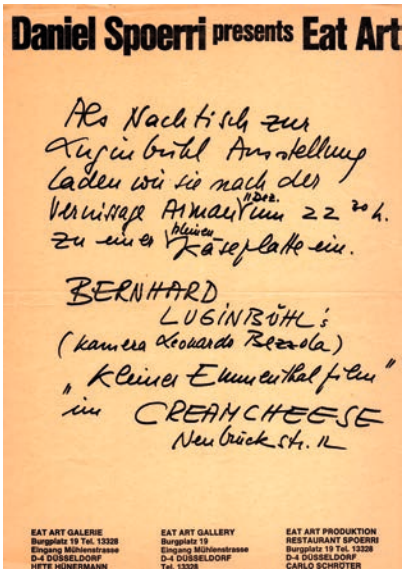 Daniel Spoerri presents Eat Art
Als Nachtisch zur
Luginbühl Ausstellung
laden wir sie nach der
Vernissage Arman um 22 30 h.
zu einer kleinen Käseplatte ein.
BERNHARD
LUGINBÜHL's
(Kamera Leonardo Bezzola)
"Kleiner Emmenthal film"
im CREAMCHEESE
Neubrückstr. 12
EAT ART GALERIE
Burgplatz 19 Tel. 13328
Eingang Mühlenstrasse
D-4 DÜSSELDORF
HETE HÜNERMANN
EAT ART GALLERY
Burgplatz 19
Eingang Mühlenstrasse
D-4 DÜSSELDORF
Tel. 13328
EAT ART PRODUKTION
RESTAURANT SPOERRI
Burgplatz 19 Tel. 13328
D-4 DÜSSELDORF
CARLO SCHRÖTER